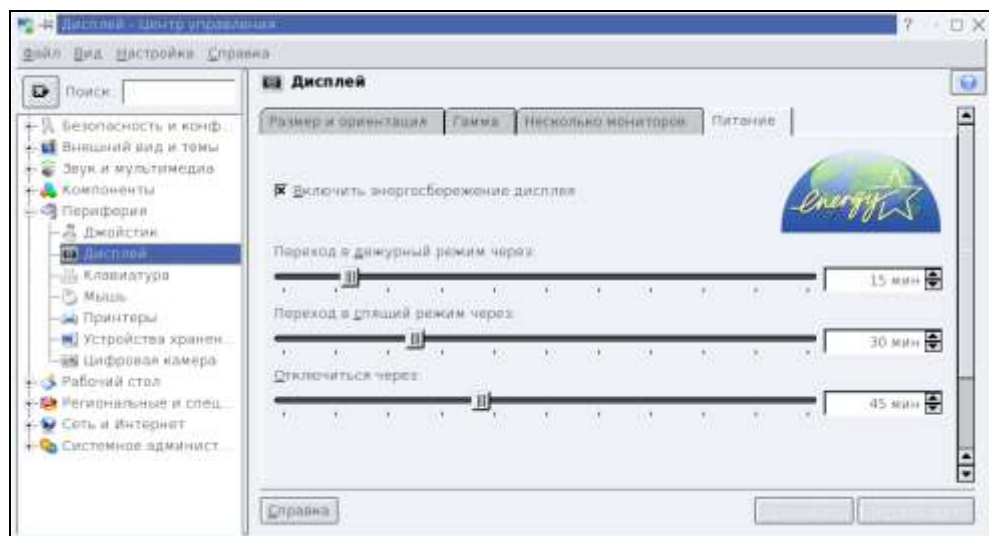 Дисплей - Центр управления
Файл Вид Настройка Справка
Поиск:
Безопасность и конф...
Внешний вид и темы
Звук и мультимедиа
Компоненты
Периферия
Джойстик
Дисплей
Клавиатура
Мышь
Принтеры
Устройства хранен...
Цифровая камера
Рабочий стол
Региональные и спец...
Сеть и Интернет
Системное админист...
Дисплей
Размер и ориентация Гамма Несколько мониторов Питание
Включить энергосбережение дисплея
energy
Переход в дежурный режим через:
15 мин
Переход в спящий режим через:
30 мин
Отключиться через:
45 мин
Справка